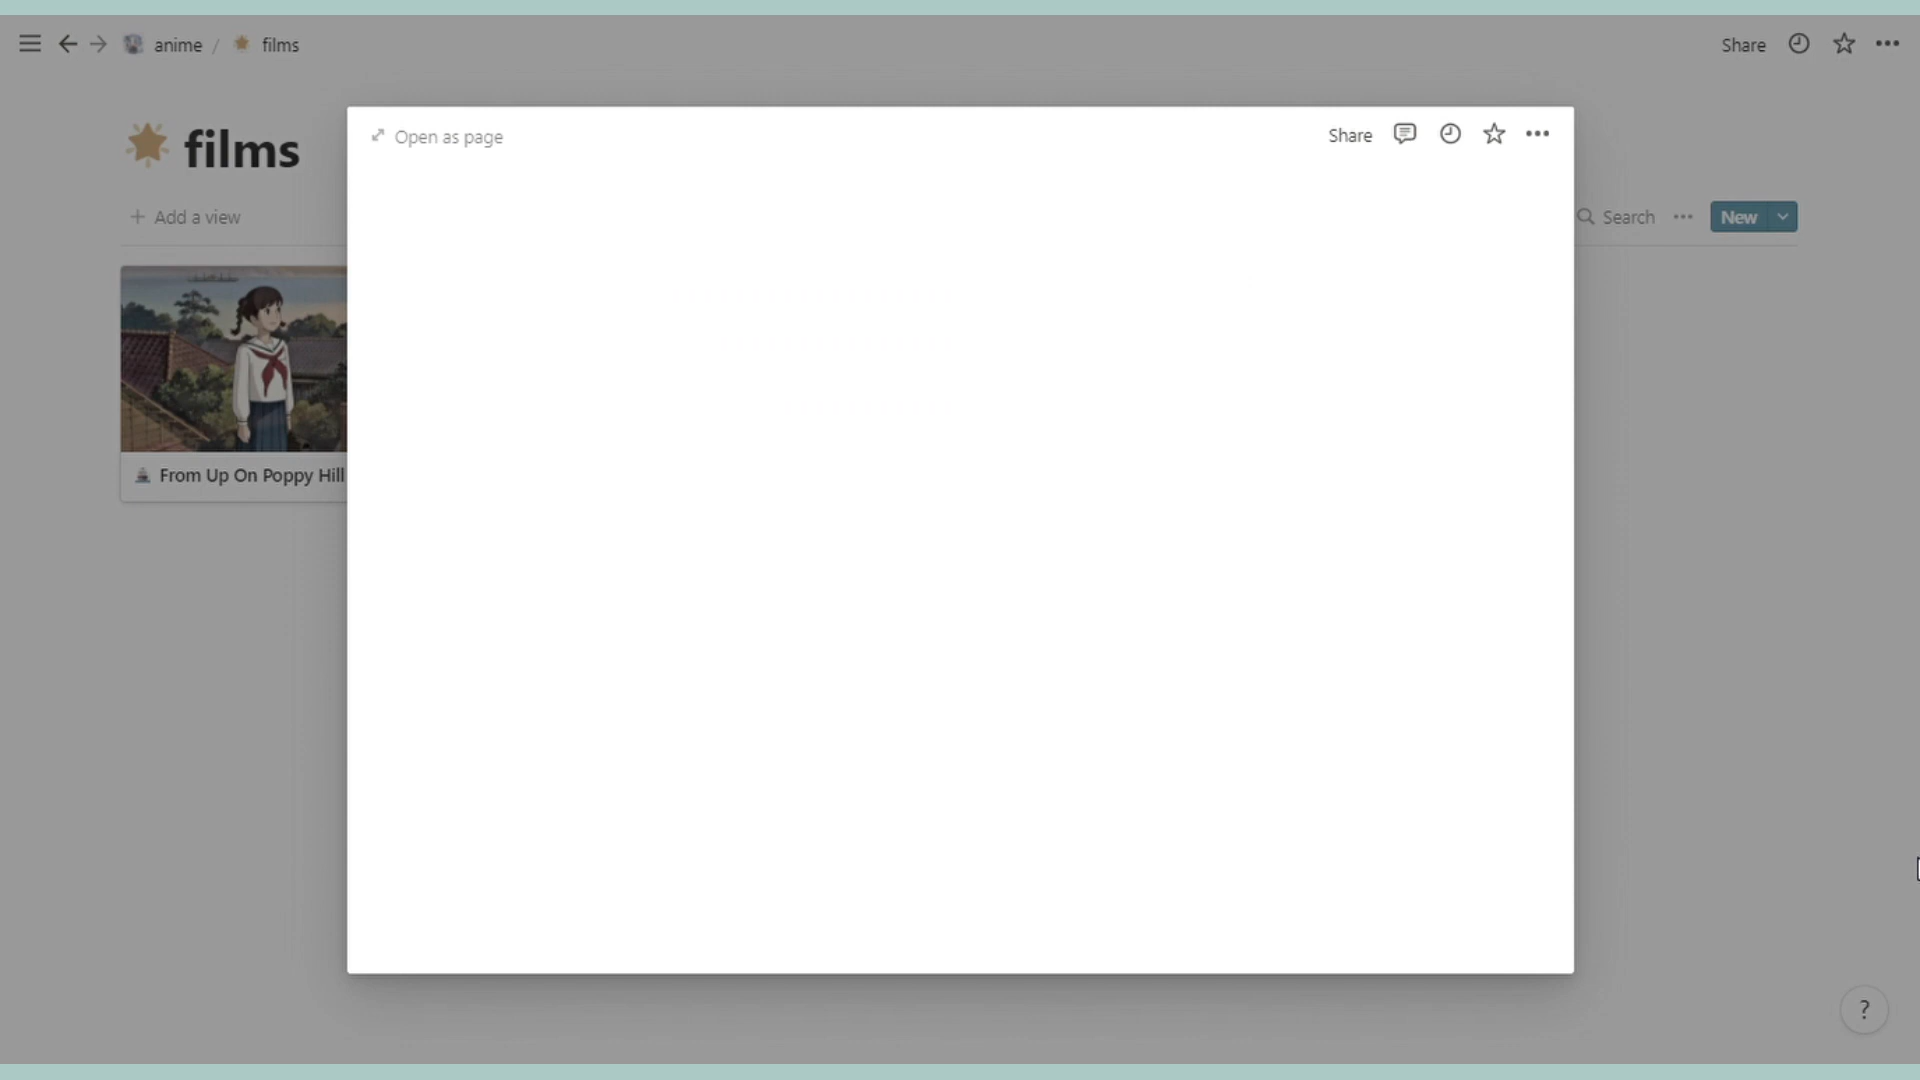 anime / films
Share
films
Open as page
Share
+ Add a view
Search
New
From Up On Poppy Hill
?